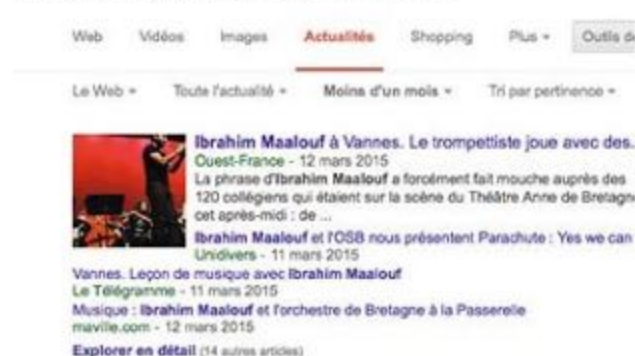 Web Vidéos Images Actualités Shopping Plus Outils de
Le Web Toute l'actualité Moins d'un mois Tri par pertinence
Ibrahim Maalouf à Vannes. Le trompettiste joue avec des.
Ouest-France - 12 mars 2015
La phrase d'Ibrahim Maalouf a forcément fait mouche auprès des
120 collégiens qui étaient sur la scène du Théâtre Anne de Bretagne
cet après-midi : de ...
Ibrahim Maalouf et l'OSB nous présentent Parachute : Yes we can
Unidivers - 11 mars 2015
Vannes. Leçon de musique avec Ibrahim Maalouf
Le Télégramme - 11 mars 2015
Musique : Ibrahim Maalouf et l'orchestre de Bretagne à la Passerelle
maville.com - 12 mars 2015
Explorer en détail (14 autres articles)